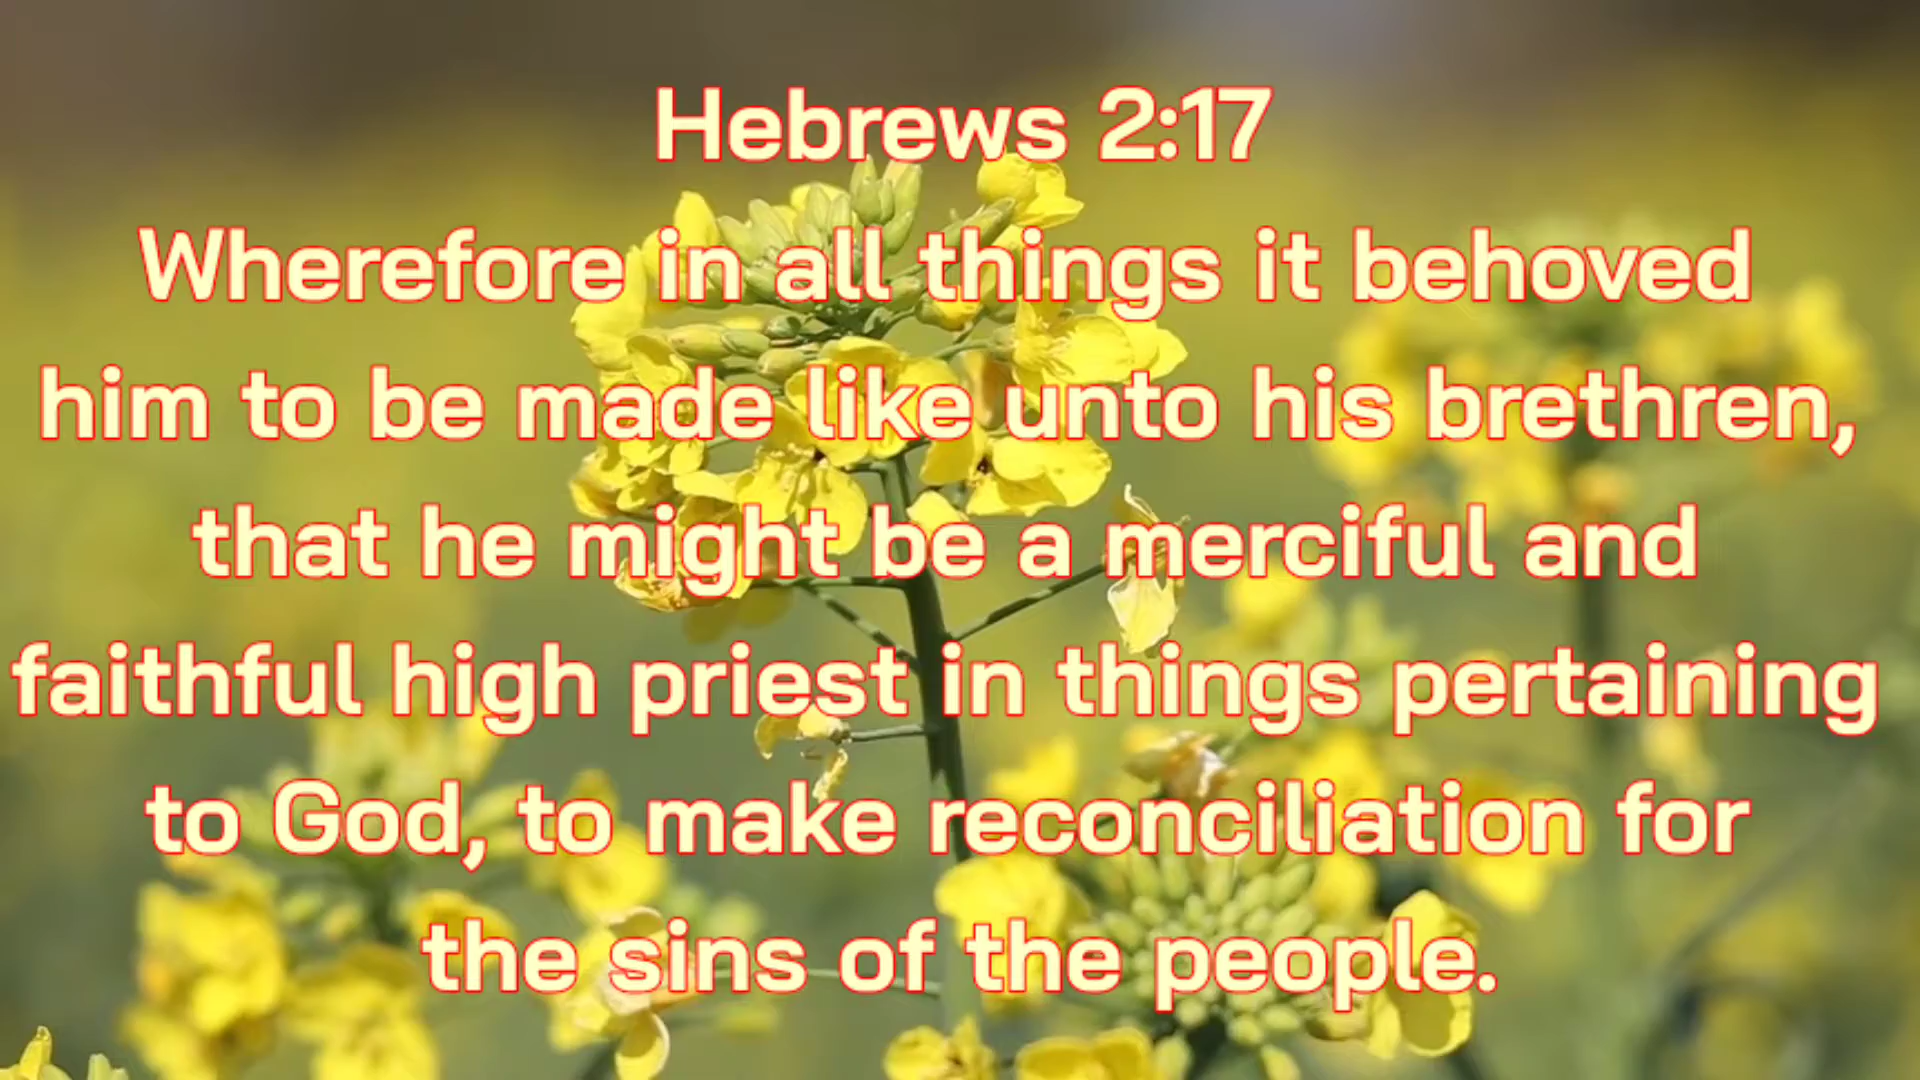 Hebrews 2:17
Wherefore in all things it behoved
him to be made like unto his brethren,
that he might be a merciful and
faithful high priest in things pertaining
to God, to make reconciliation for
the sins of the people.